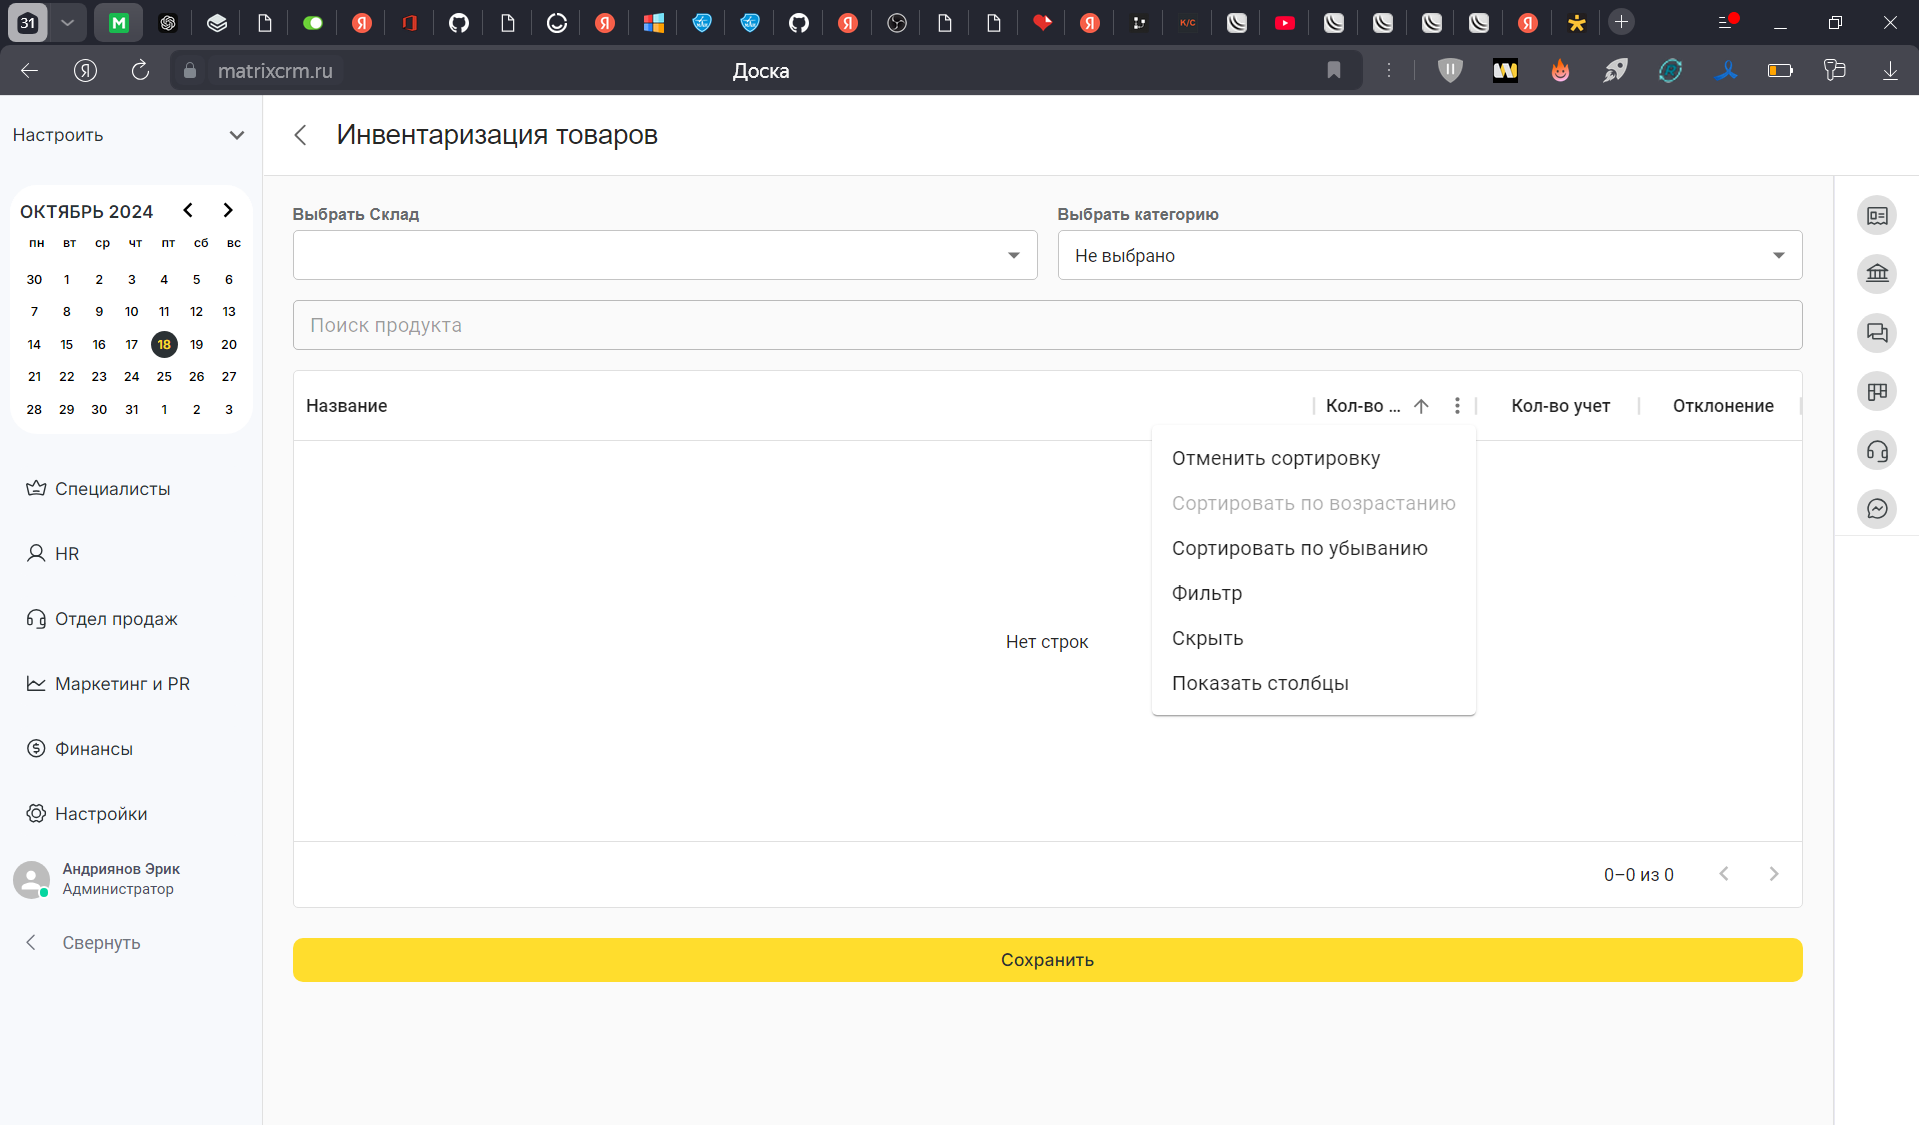 31
matrixcrm.ru
Доска
Настроить
Инвентаризация товаров
ОКТЯБРЬ 2024
пн вт ср чт пт сб вс
30 1 2 3 4 5 6
7 8 9 10 11 12 13
14 15 16 17 18 19 20
21 22 23 24 25 26 27
28 29 30 31 1 2 3
Специалисты
HR
Отдел продаж
Маркетинг и PR
Финансы
Настройки
Андриянов Эрик
Администратор
Свернуть
Выбрать Склад
Выбрать категорию
Не выбрано
Поиск продукта
Название
Кол-во ...
Кол-во учет
Отклонение
Отменить сортировку
Сортировать по возрастанию
Сортировать по убыванию
Фильтр
Скрыть
Показать столбцы
Нет строк
0–0 из 0
Сохранить